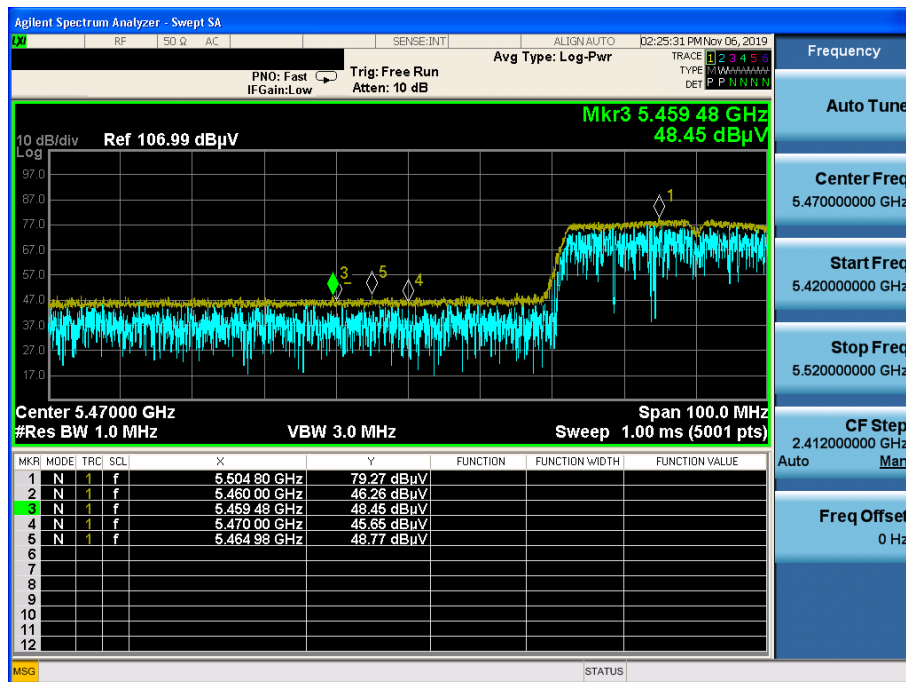 Agilent Spectrum Analyzer - Swept SA
LXI RF 50 Ω AC SENSE:INT ALIGN AUTO 02:25:31 PM Nov 06, 2019
PNO: Fast
IFGain:Low
Trig: Free Run
Atten: 10 dB
Avg Type: Log-Pwr
TRACE 1 2 3 4 5 6
TYPE M W W W W W
DET P P N N N N
Mkr3 5.459 48 GHz
48.45 dBµV
10 dB/div Ref 106.99 dBµV
Log
97.0
87.0
77.0
67.0
57.0
47.0
37.0
27.0
17.0
1
3
5
4
Center 5.47000 GHz Span 100.0 MHz
#Res BW 1.0 MHz VBW 3.0 MHz Sweep 1.00 ms (5001 pts)
MKR MODE TRC SCL X Y FUNCTION FUNCTION WIDTH FUNCTION VALUE
1 N 1 f 5.504 80 GHz 79.27 dBµV
2 N 1 f 5.460 00 GHz 46.26 dBµV
3 N 1 f 5.459 48 GHz 48.45 dBµV
4 N 1 f 5.470 00 GHz 45.65 dBµV
5 N 1 f 5.464 98 GHz 48.77 dBµV
6
7
8
9
10
11
12
MSG STATUS
Frequency
Auto Tune
Center Freq
5.470000000 GHz
Start Freq
5.420000000 GHz
Stop Freq
5.520000000 GHz
CF Step
2.412000000 GHz
Auto Man
Freq Offset
0 Hz